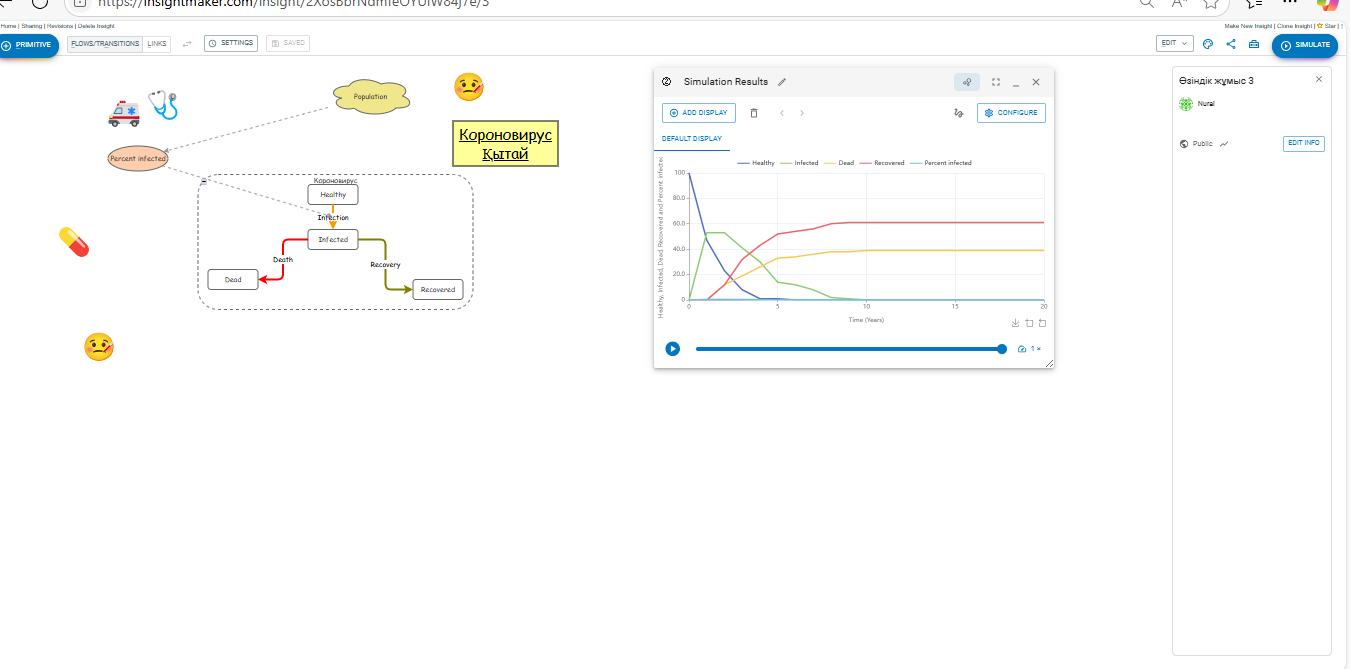 https://insightmaker.com/insight/2XosBbrNdmfeOYUIW84j7e/3
Home | Sharing | Revisions | Delete Insight
Make New Insight | Clone Insight | Star |
PRIMITIVE
FLOWS/TRANSITIONS
LINKS
SETTINGS
SAVED
EDIT
SIMULATE
Population
Percent infected
Короновирус
Қытай
Короновирус
Healthy
Infection
Infected
Death
Recovery
Dead
Recovered
Simulation Results
ADD DISPLAY
CONFIGURE
DEFAULT DISPLAY
Healthy Infected Dead Recovered Percent infected
Healthy, Infected, Dead, Recovered and Percent infected
100
80.0
60.0
40.0
20.0
0
0 5 10 15 20
Time (Years)
1 ×
Өзіндік жұмыс 3
Nural
Public
EDIT INFO